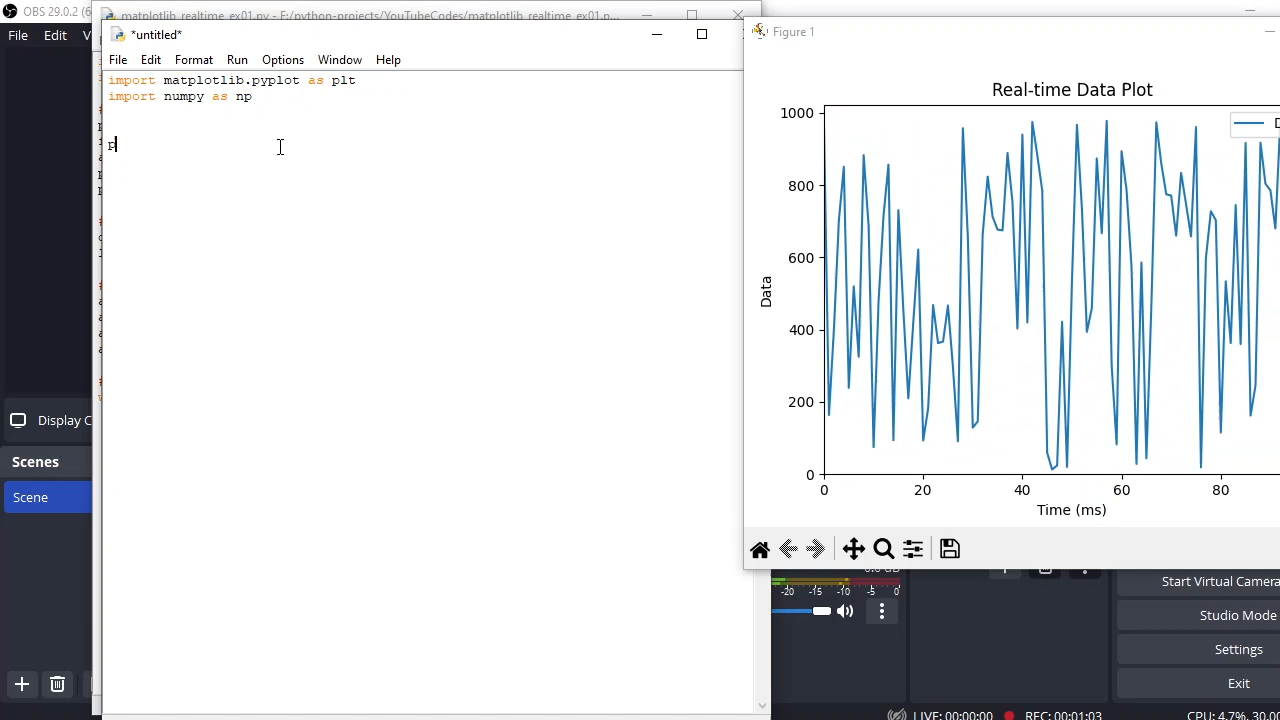 OBS 29.0.2 (6
File Edit V
matplotlib_realtime_ex01.py - E:/python-projects/YouTubeCodes/matplotlib_realtime_ex01.p...
*untitled*
File Edit Format Run Options Window Help
import matplotlib.pyplot as plt
import numpy as np
p
Figure 1
Real-time Data Plot
1000
800
600
400
200
0
Data
0 20 40 60 80
Time (ms)
Display C
Scenes
Scene
-20 -15 -10 -5 0
Start Virtual Camera
Studio Mode
Settings
Exit
LIVE: 00:00:00 REC: 00:01:03 CPU: 4.7%, 30.0